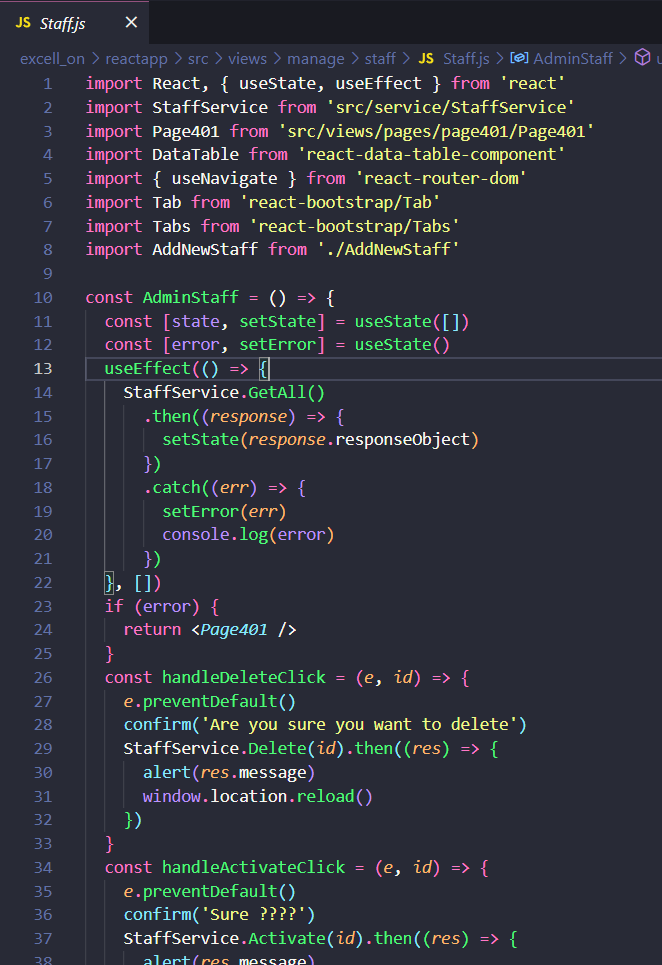 JS Staff.js ×
excell_on > reactapp > src > views > manage > staff > JS Staff.js > AdminStaff >
1 import React, { useState, useEffect } from 'react'
2 import StaffService from 'src/service/StaffService'
3 import Page401 from 'src/views/pages/page401/Page401'
4 import DataTable from 'react-data-table-component'
5 import { useNavigate } from 'react-router-dom'
6 import Tab from 'react-bootstrap/Tab'
7 import Tabs from 'react-bootstrap/Tabs'
8 import AddNewStaff from './AddNewStaff'
9
10 const AdminStaff = () => {
11   const [state, setState] = useState([])
12   const [error, setError] = useState()
13   useEffect(() => {
14     StaffService.GetAll()
15       .then((response) => {
16         setState(response.responseObject)
17       })
18       .catch((err) => {
19         setError(err)
20         console.log(error)
21       })
22   }, [])
23   if (error) {
24     return <Page401 />
25   }
26   const handleDeleteClick = (e, id) => {
27     e.preventDefault()
28     confirm('Are you sure you want to delete')
29     StaffService.Delete(id).then((res) => {
30       alert(res.message)
31       window.location.reload()
32     })
33   }
34   const handleActivateClick = (e, id) => {
35     e.preventDefault()
36     confirm('Sure ????')
37     StaffService.Activate(id).then((res) => {
38       alert(res.message)